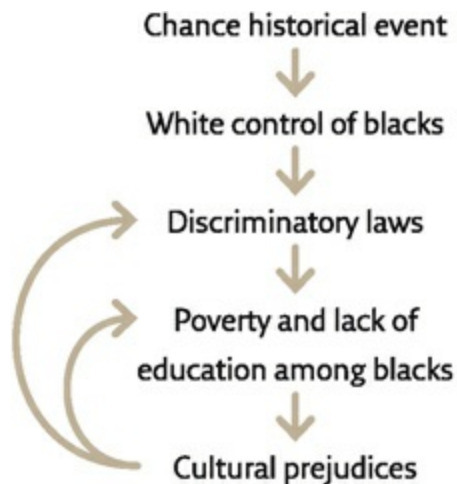 Chance historical event
White control of blacks
Discriminatory laws
Poverty and lack of
education among blacks
Cultural prejudices